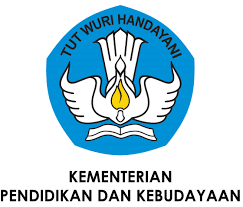 TUT WURI HANDAYANI
KEMENTERIAN
PENDIDIKAN DAN KEBUDAYAAN